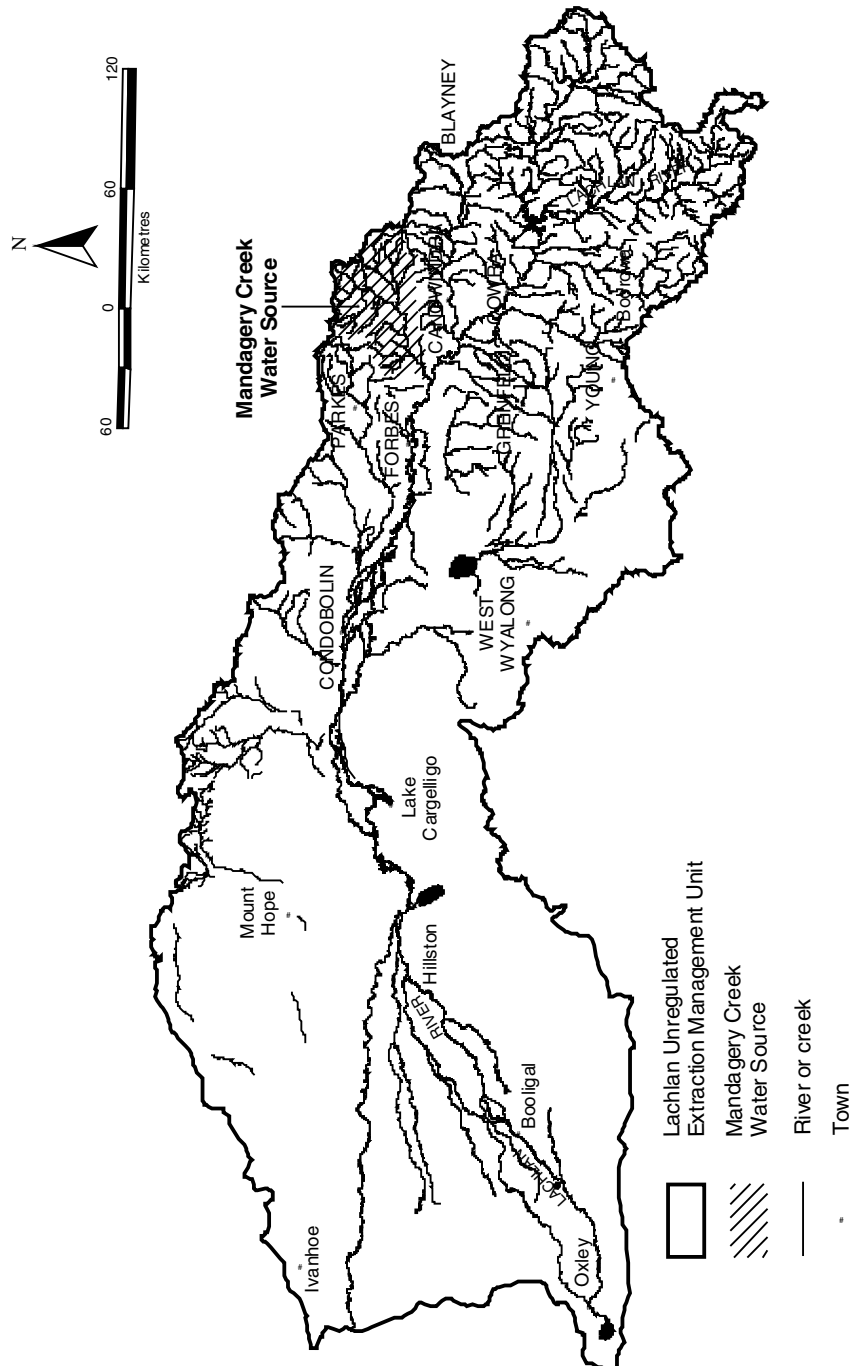 N
60
0
60
120
Kilometres
Mandagery Creek
Water Source
BLAYNEY
CANOWINDRA
PARKES
FORBES
COWRA
GRENFELL
YOUNG
Boorowa
LACHLAN RIVER
CONDOBOLIN
WEST
WYALONG
Lake
Cargelligo
Mount
Hope
Hillston
RIVER
LACHLAN
Booligal
Ivanhoe
Oxley
Lachlan Unregulated
Extraction Management Unit
Mandagery Creek
Water Source
River or creek
Town